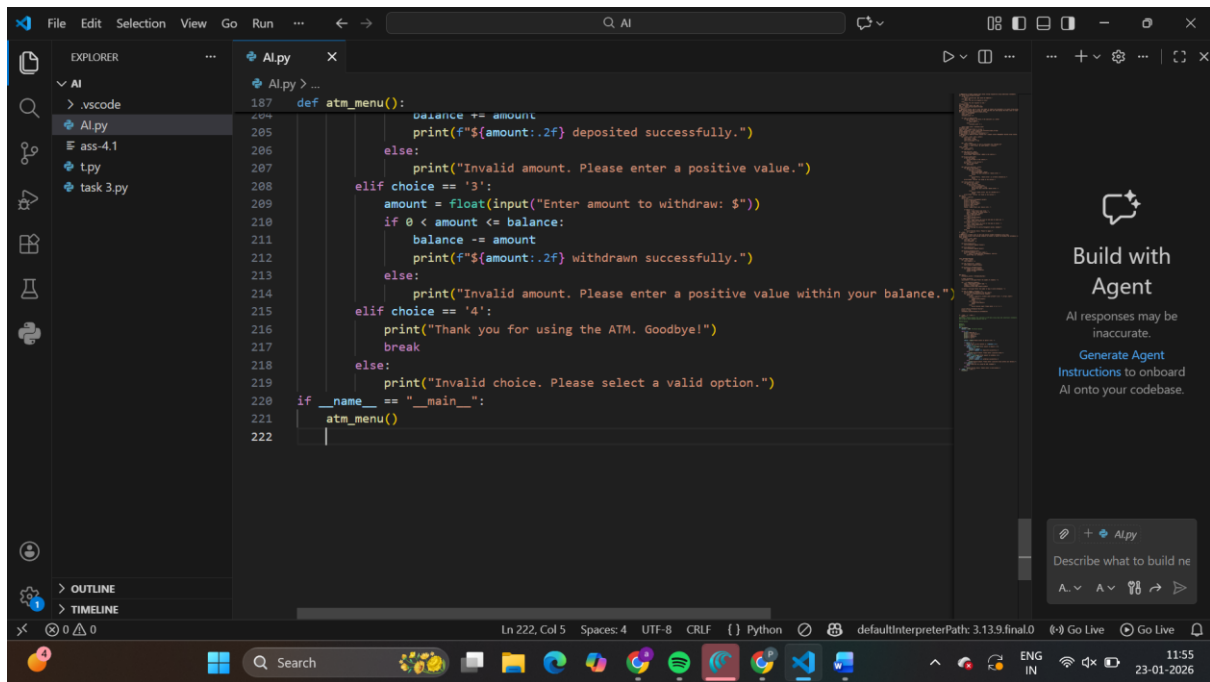 File Edit Selection View Go Run ··· AI
EXPLORER ···
AI
.vscode
AI.py
ass-4.1
t.py
task 3.py
OUTLINE
TIMELINE
AI.py
AI.py > ...
187 def atm_menu():
204 balance += amount
205 print(f"${amount:.2f} deposited successfully.")
206 else:
207 print("Invalid amount. Please enter a positive value.")
208 elif choice == '3':
209 amount = float(input("Enter amount to withdraw: $"))
210 if 0 < amount <= balance:
211 balance -= amount
212 print(f"${amount:.2f} withdrawn successfully.")
213 else:
214 print("Invalid amount. Please enter a positive value within your balance.")
215 elif choice == '4':
216 print("Thank you for using the ATM. Goodbye!")
217 break
218 else:
219 print("Invalid choice. Please select a valid option.")
220 if __name__ == "__main__":
221 atm_menu()
222
Build with
Agent
AI responses may be
inaccurate.
Generate Agent
Instructions to onboard
AI onto your codebase.
AI.py
Describe what to build ne
A.. A
1
0 0 Ln 222, Col 5 Spaces: 4 UTF-8 CRLF {} Python defaultInterpreterPath: 3.13.9.final.0 Go Live Go Live
4 Search ENG 11:55
IN 23-01-2026